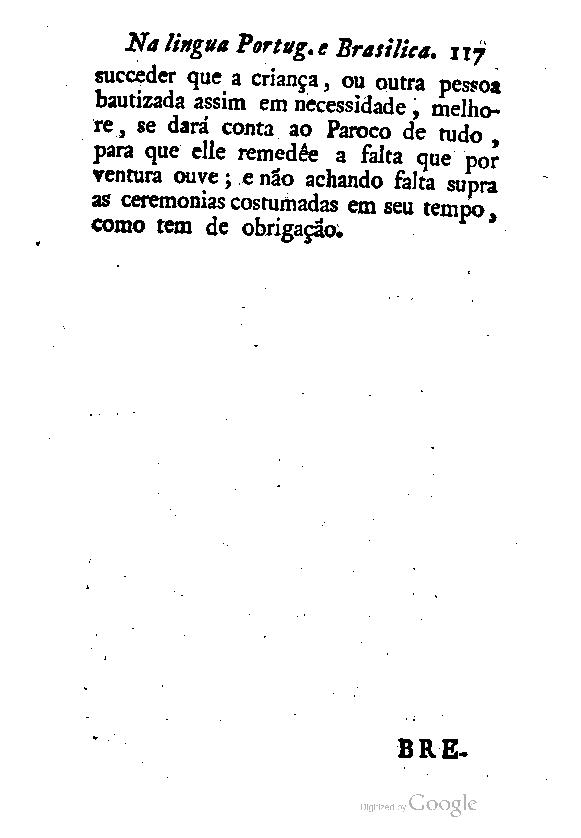 Na lingua Portug. e Brasilica. 117
succeder que a criança, ou outra pessoa
bautizada assim em necessidade, melho-
re, se dará conta ao Paroco de tudo,
para que elle remedêe a falta que por
ventura ouve; e não achando falta supra
as ceremonias costumadas em seu tempo,
como tem de obrigação.
BRE-
Digitized by Google